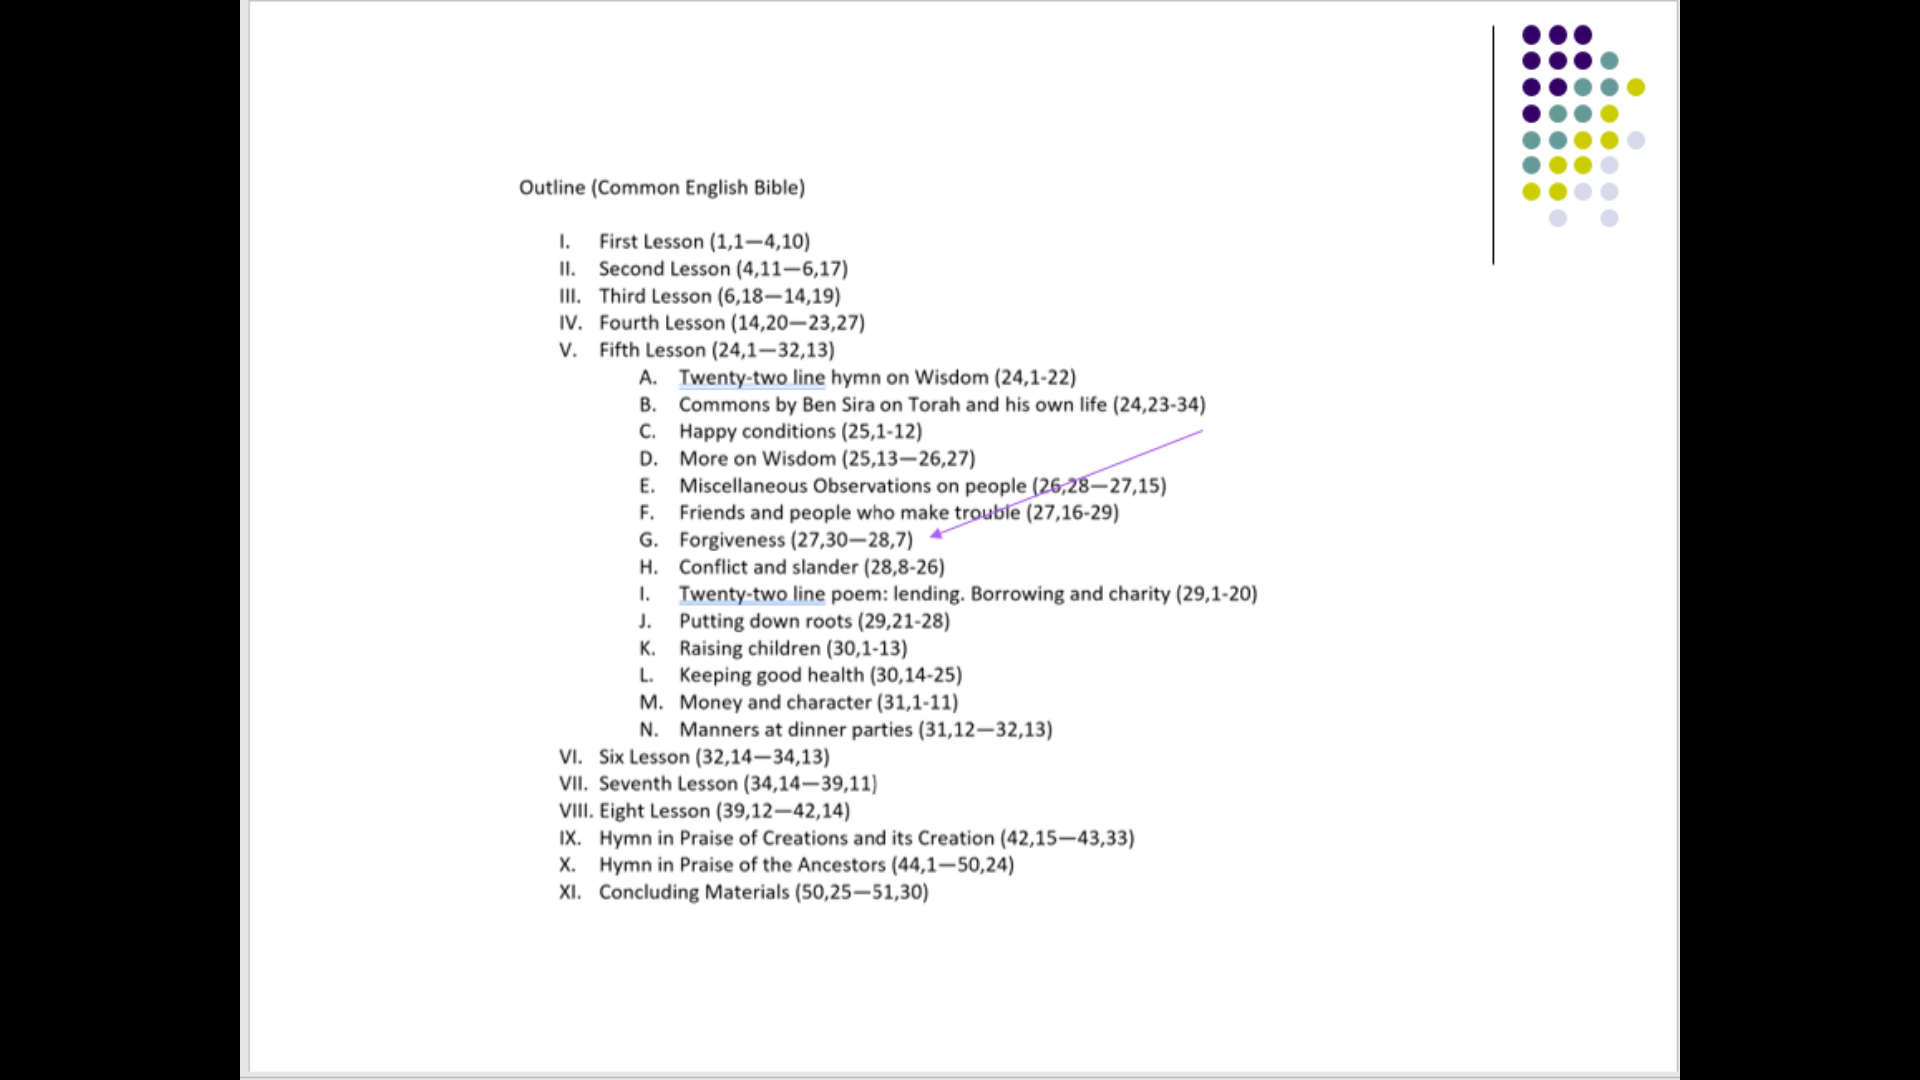 Outline (Common English Bible)
I. First Lesson (1,1—4,10)
II. Second Lesson (4,11—6,17)
III. Third Lesson (6,18—14,19)
IV. Fourth Lesson (14,20—23,27)
V. Fifth Lesson (24,1—32,13)
A. Twenty-two line hymn on Wisdom (24,1-22)
B. Commons by Ben Sira on Torah and his own life (24,23-34)
C. Happy conditions (25,1-12)
D. More on Wisdom (25,13—26,27)
E. Miscellaneous Observations on people (26,28—27,15)
F. Friends and people who make trouble (27,16-29)
G. Forgiveness (27,30—28,7)
H. Conflict and slander (28,8-26)
I. Twenty-two line poem: lending. Borrowing and charity (29,1-20)
J. Putting down roots (29,21-28)
K. Raising children (30,1-13)
L. Keeping good health (30,14-25)
M. Money and character (31,1-11)
N. Manners at dinner parties (31,12—32,13)
VI. Six Lesson (32,14—34,13)
VII. Seventh Lesson (34,14—39,11)
VIII. Eight Lesson (39,12—42,14)
IX. Hymn in Praise of Creations and its Creation (42,15—43,33)
X. Hymn in Praise of the Ancestors (44,1—50,24)
XI. Concluding Materials (50,25—51,30)